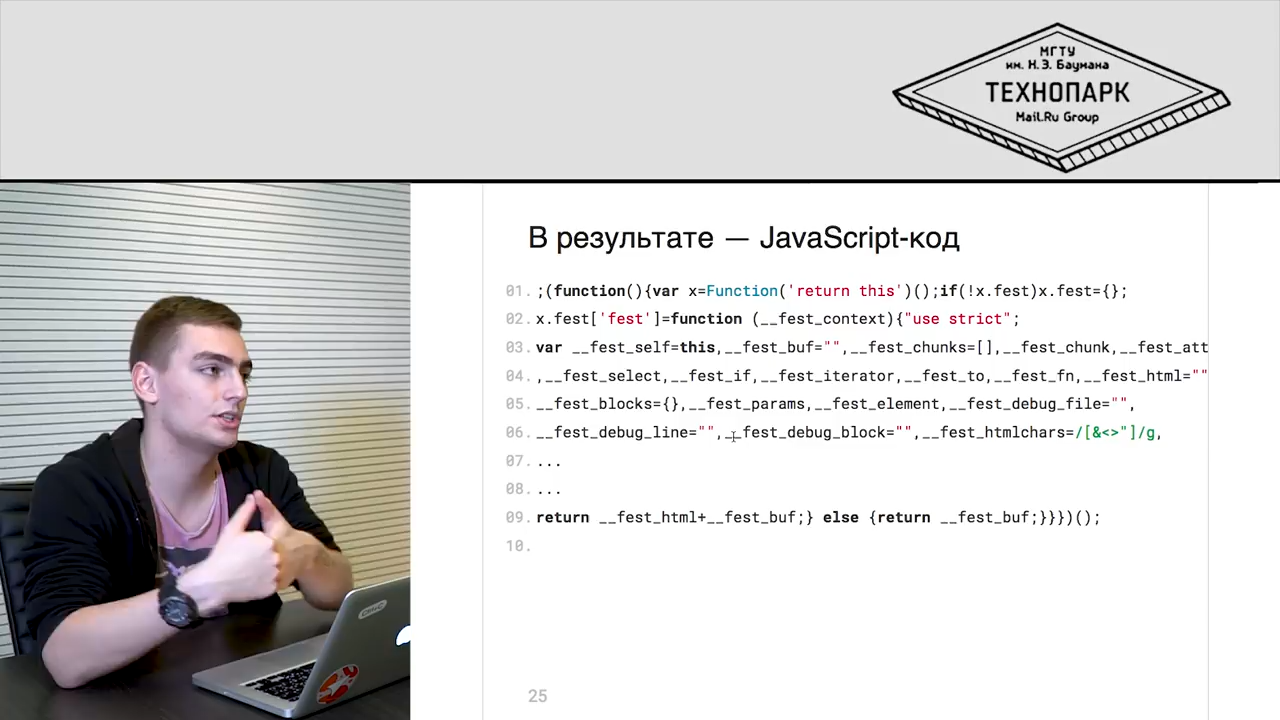 МГТУ
им. Н.Э. Баумана
ТЕХНОПАРК
Mail.Ru Group
В результате — JavaScript-код
01. ;(function(){var x=Function('return this')();if(!x.fest)x.fest={};
02. x.fest['fest']=function (__fest_context){"use strict";
03. var __fest_self=this,__fest_buf="",__fest_chunks=[],__fest_chunk,__fest_att
04. ,__fest_select,__fest_if,__fest_iterator,__fest_to,__fest_fn,__fest_html=""
05. __fest_blocks={},__fest_params,__fest_element,__fest_debug_file="",
06. __fest_debug_line="",__fest_debug_block="",__fest_htmlchars=/[&<>"]/g,
07. ...
08. ...
09. return __fest_html+__fest_buf;} else {return __fest_buf;}}})();
10.
25